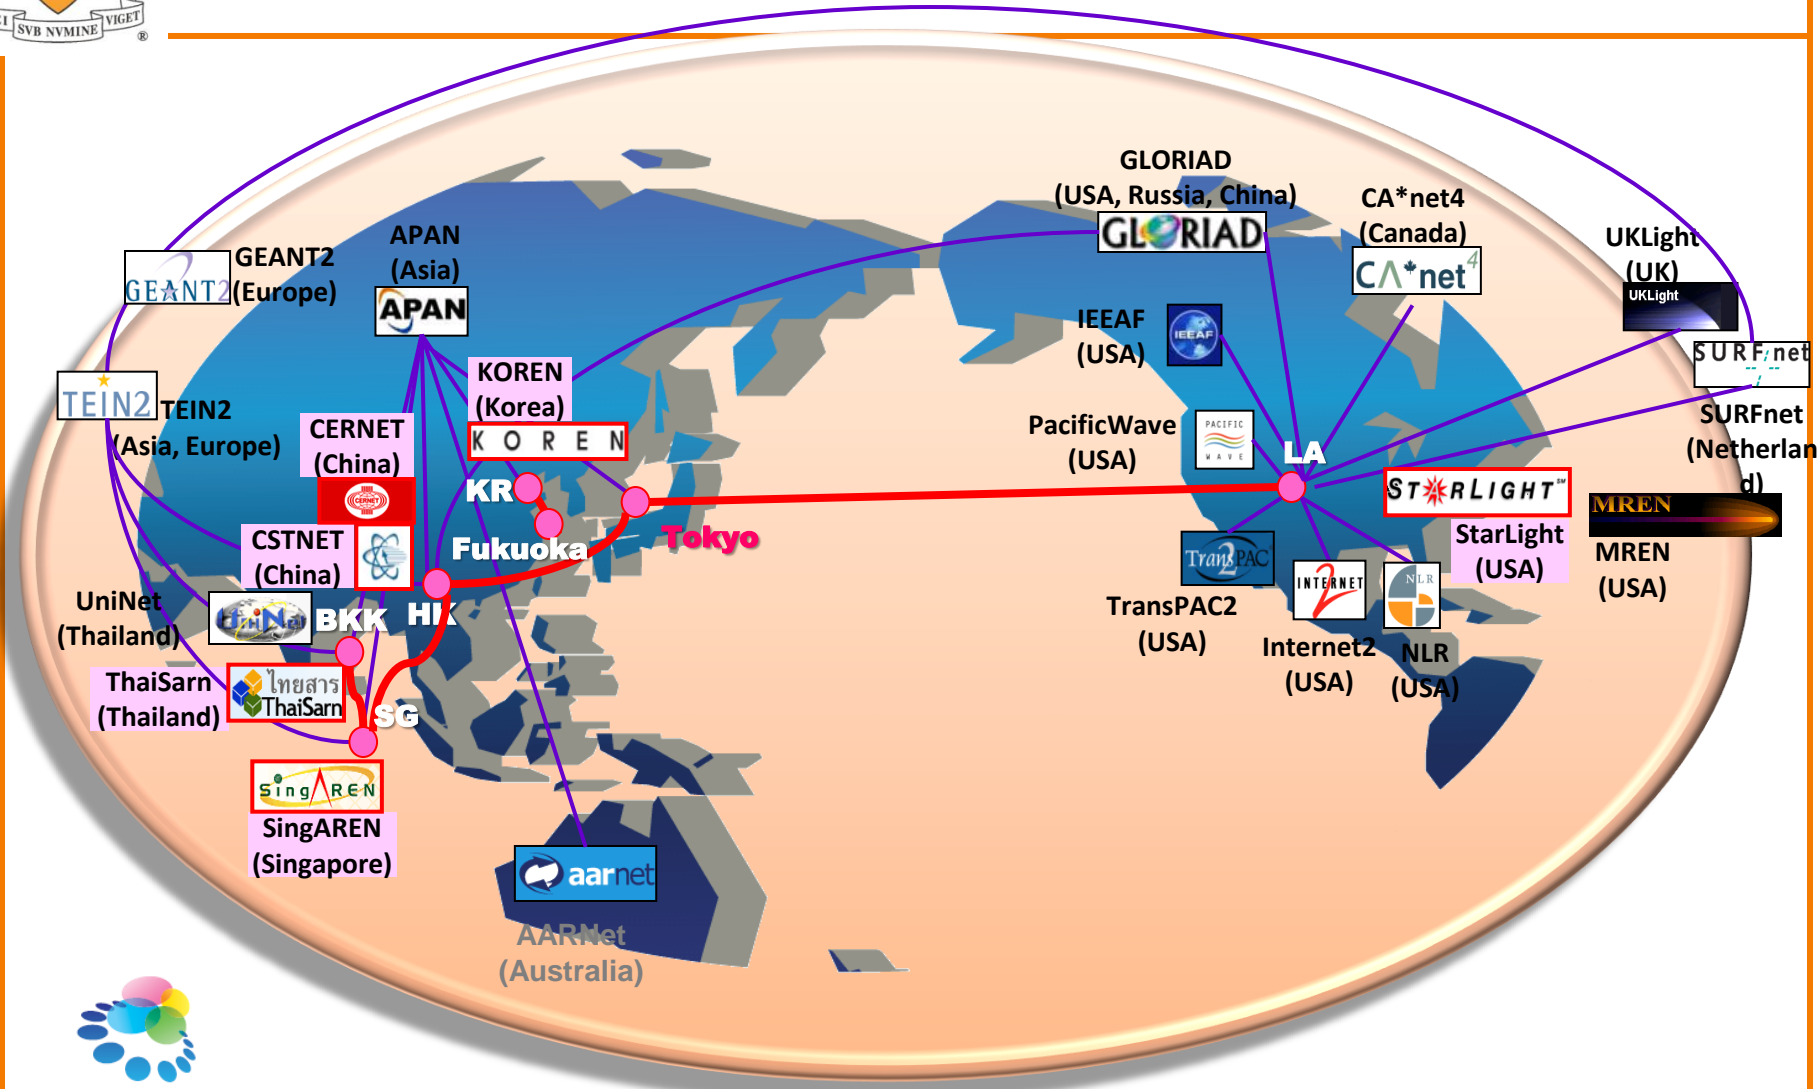 SVB NVMINE
VIGET
®
GLORIAD
(USA, Russia, China)
GLORIAD
CA*net4
(Canada)
CA*net4
UKLight
(UK)
UKLight
SURFnet
SURFnet
(Netherlan
d)
GEANT2
GEANT2
(Europe)
APAN
(Asia)
APAN
IEEAF
(USA)
IEEAF
KOREN
(Korea)
KOREN
TEIN2
TEIN2
(Asia, Europe)
CERNET
(China)
CERNET
PacificWave
(USA)
PACIFIC
WAVE
LA
STARLIGHT℠
StarLight
(USA)
MREN
MREN
(USA)
KR
Fukuoka
Tokyo
CSTNET
(China)
TransPAC2
TransPAC2
(USA)
INTERNET
2
Internet2
(USA)
NLR
NLR
(USA)
UniNet
(Thailand)
UniNet
BKK
HK
ThaiSarn
(Thailand)
ไทยสาร
ThaiSarn
SG
SingAREN
SingAREN
(Singapore)
aarnet
AARNet
(Australia)